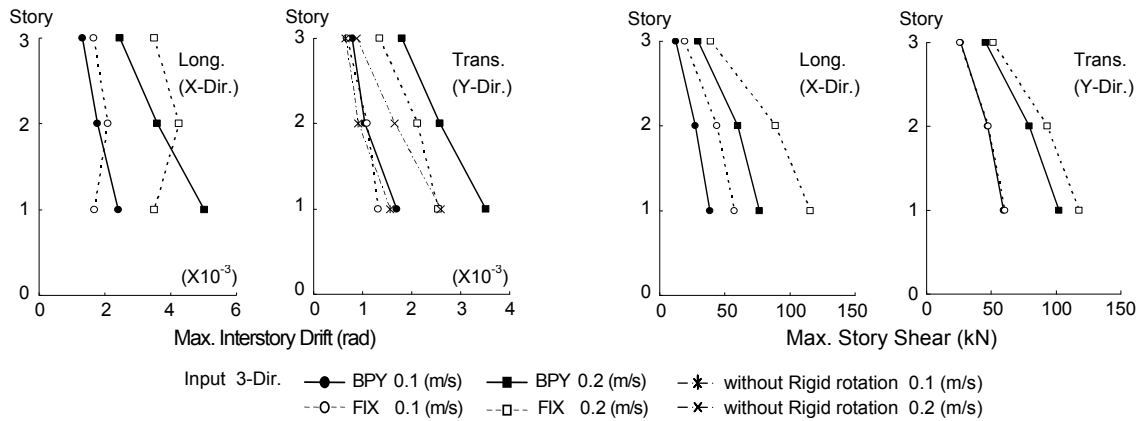 Story
3
2
1
0
0 2 4 6
Long.
(X-Dir.)
(X10-3)
Story
3
2
1
0
0 1 2 3 4
Trans.
(Y-Dir.)
(X10-3)
Max. Interstory Drift (rad)
Story
3
2
1
0
0 50 100 150
Long.
(X-Dir.)
Story
3
2
1
0
0 50 100 150
Trans.
(Y-Dir.)
Max. Story Shear (kN)
Input 3-Dir.
BPY 0.1 (m/s) BPY 0.2 (m/s) without Rigid rotation 0.1 (m/s)
FIX 0.1 (m/s) FIX 0.2 (m/s) without Rigid rotation 0.2 (m/s)